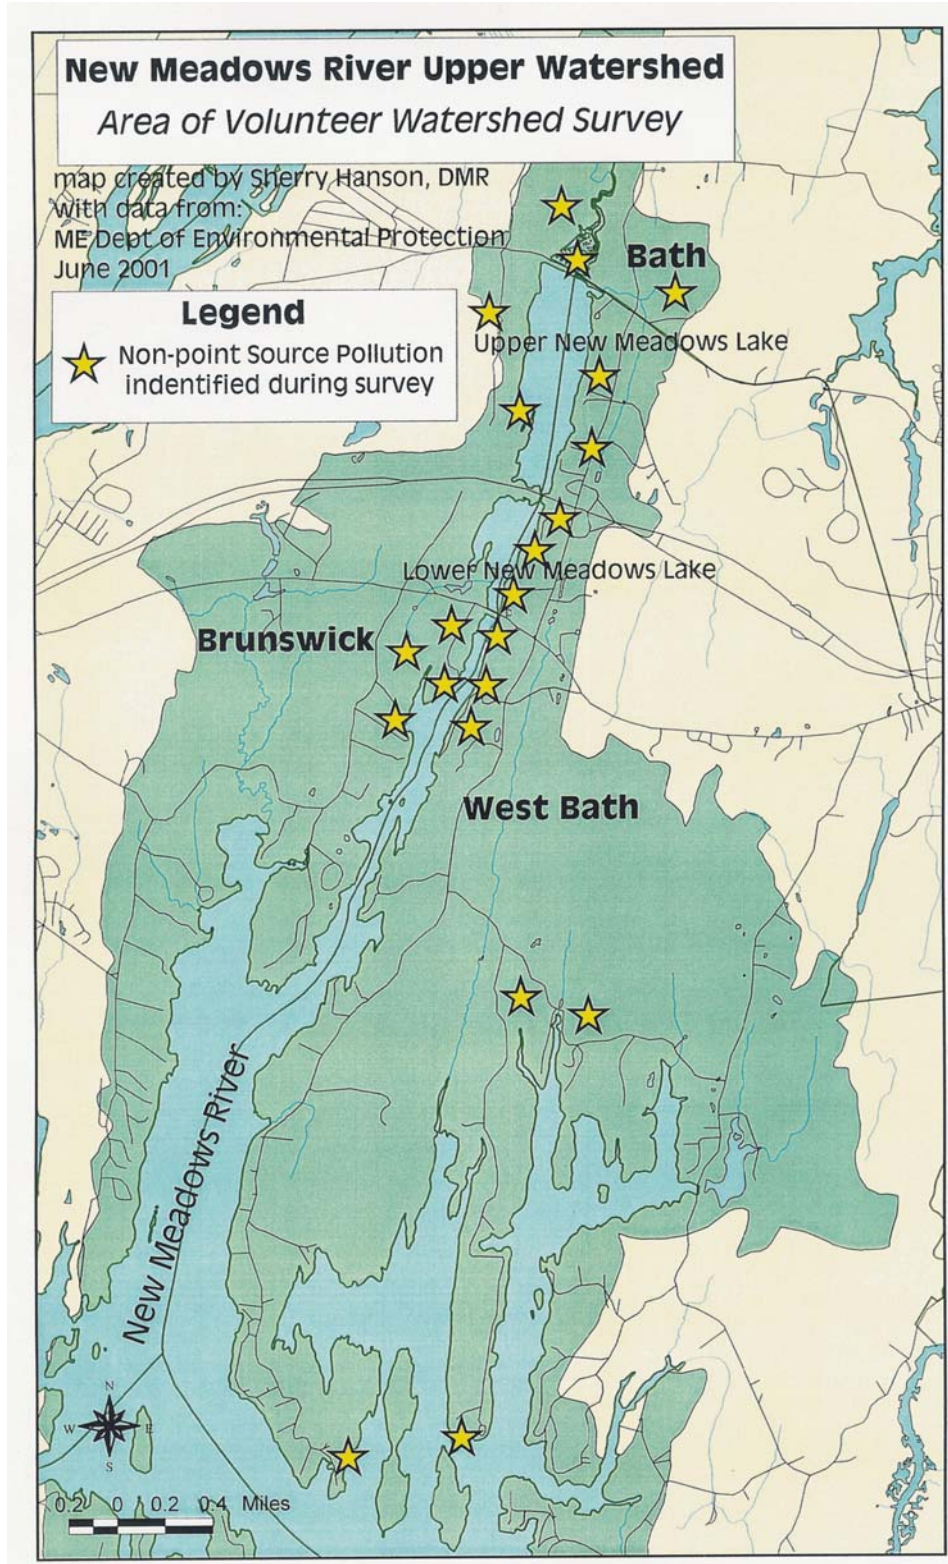 New Meadows River Upper Watershed
Area of Volunteer Watershed Survey
map created by Sherry Hanson, DMR
with data from:
ME Dept of Environmental Protection
June 2001
Legend
Non-point Source Pollution
indentified during survey
Bath
Upper New Meadows Lake
Lower New Meadows Lake
Brunswick
West Bath
New Meadows River
N
W E
S
0.2 0 0.2 0.4 Miles